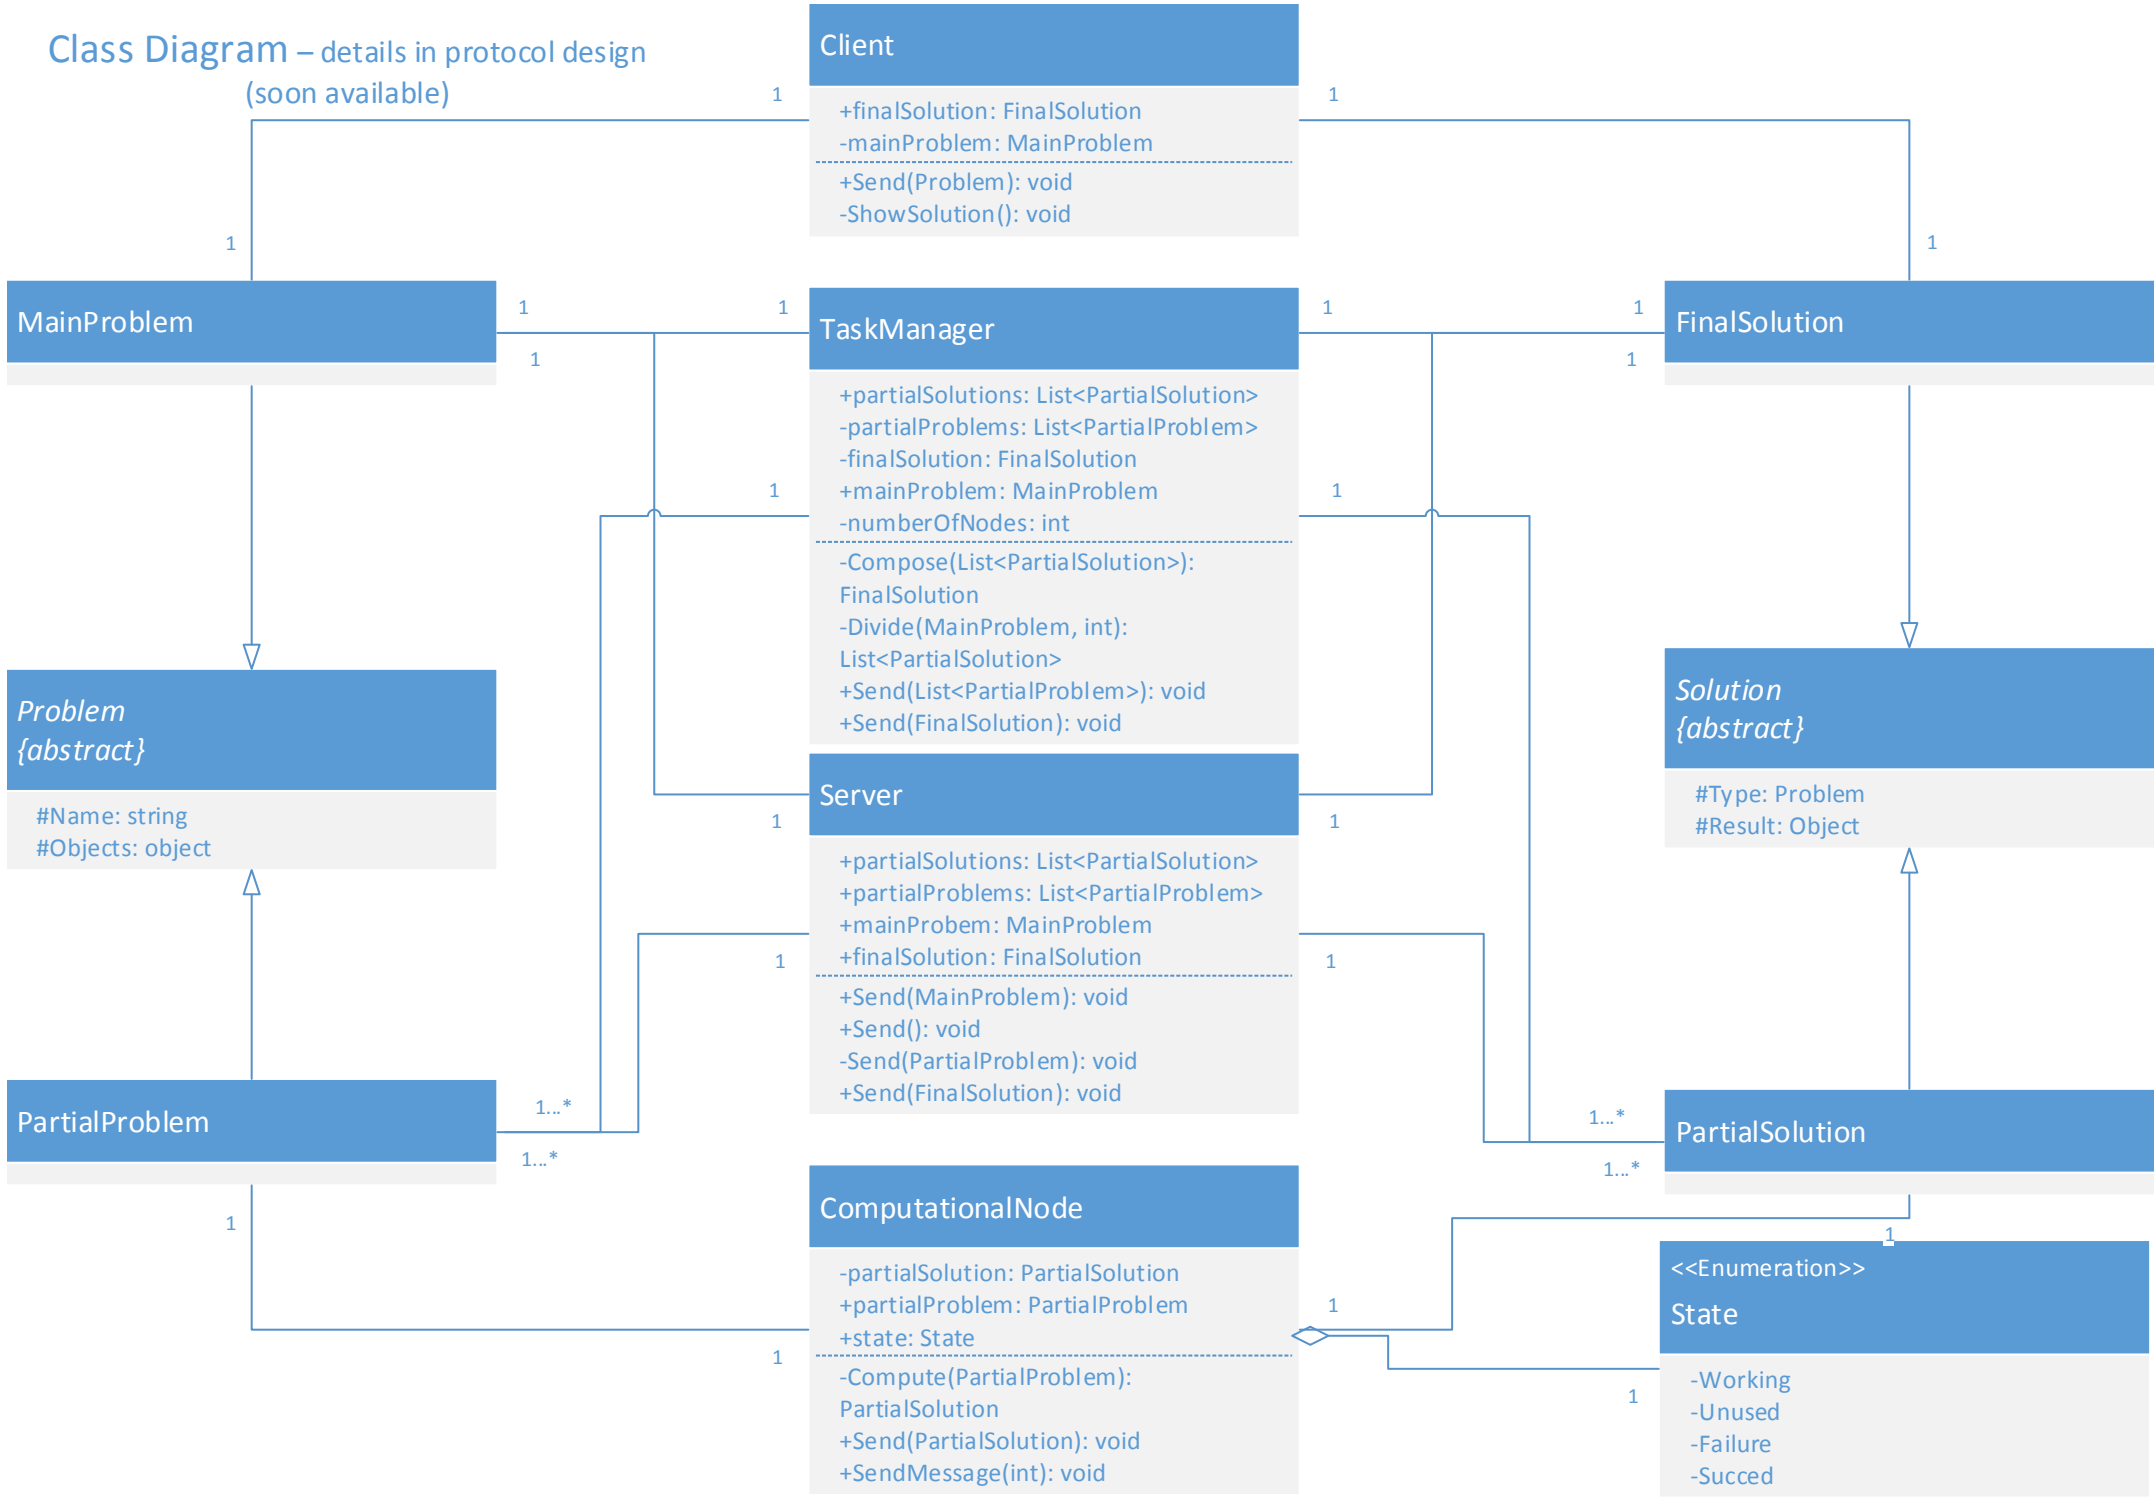 Class Diagram – details in protocol design
(soon available)
Client
+finalSolution: FinalSolution
-mainProblem: MainProblem
+Send(Problem): void
-ShowSolution(): void
1
1
1
1
MainProblem
1
1
TaskManager
1
1
FinalSolution
1
1
+partialSolutions: List<PartialSolution>
-partialProblems: List<PartialProblem>
-finalSolution: FinalSolution
+mainProblem: MainProblem
-numberOfNodes: int
1
1
-Compose(List<PartialSolution>):
FinalSolution
-Divide(MainProblem, int):
List<PartialSolution>
+Send(List<PartialProblem>): void
+Send(FinalSolution): void
Problem
{abstract}
#Name: string
#Objects: object
Solution
{abstract}
#Type: Problem
#Result: Object
Server
1
1
+partialSolutions: List<PartialSolution>
+partialProblems: List<PartialProblem>
+mainProbem: MainProblem
+finalSolution: FinalSolution
1
1
+Send(MainProblem): void
+Send(): void
-Send(PartialProblem): void
+Send(FinalSolution): void
PartialProblem
1...*
1...*
1...*
1...*
PartialSolution
1
1
ComputationalNode
-partialSolution: PartialSolution
+partialProblem: PartialProblem
+state: State
1
1
-Compute(PartialProblem):
PartialSolution
+Send(PartialSolution): void
+SendMessage(int): void
<<Enumeration>>
State
1
-Working
-Unused
-Failure
-Succed